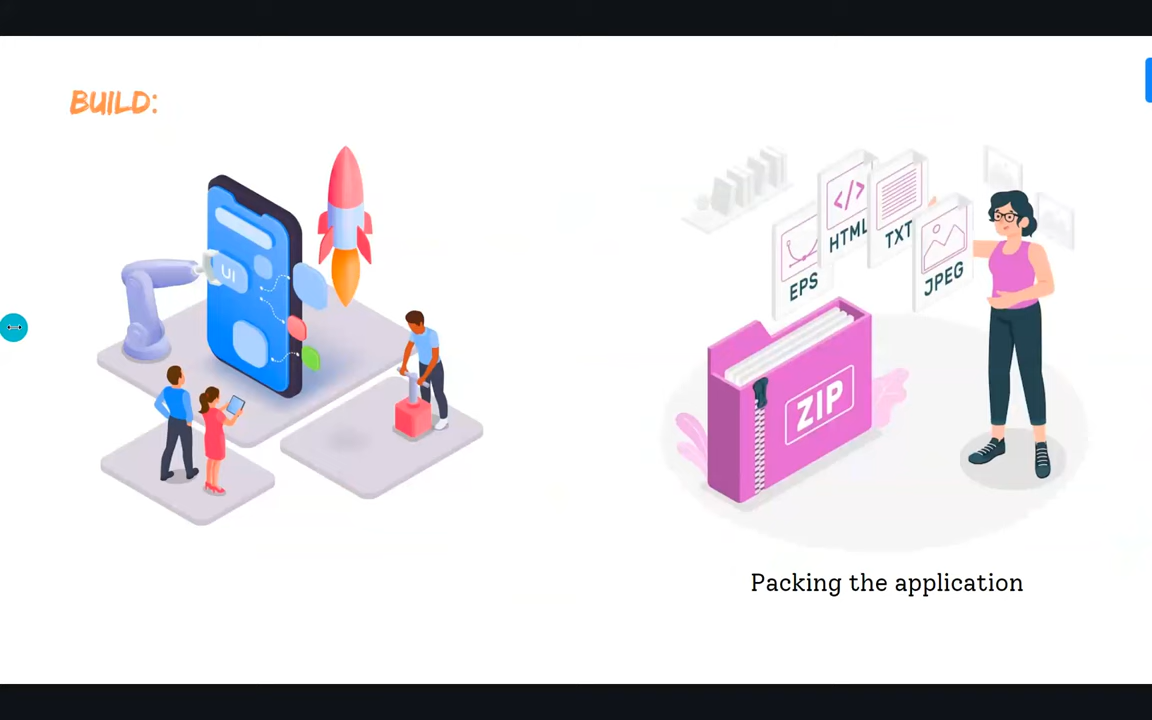 BUILD:
UI
EPS
</>
HTML
TXT
JPEG
ZIP
Packing the application